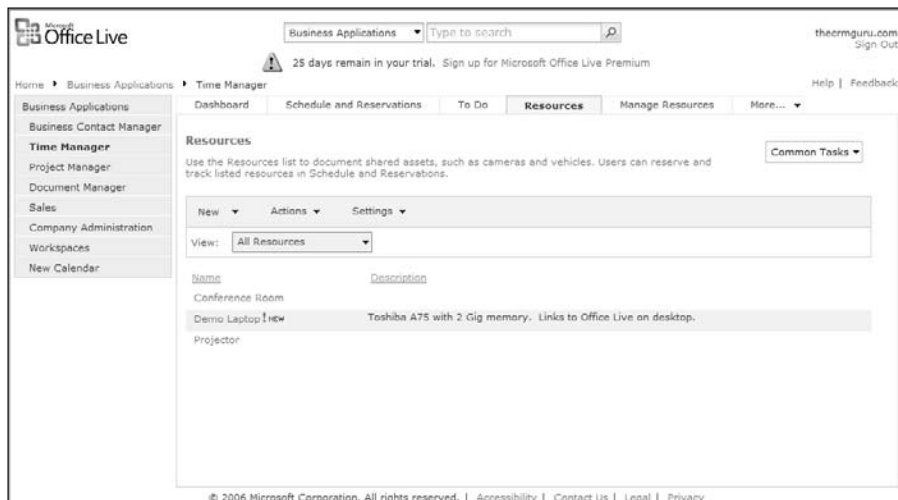 Microsoft
Office Live
Business Applications
Type to search
thecrmguru.com
Sign Out
25 days remain in your trial. Sign up for Microsoft Office Live Premium
Home Business Applications Time Manager
Help | Feedback
Business Applications
Business Contact Manager
Time Manager
Project Manager
Document Manager
Sales
Company Administration
Workspaces
New Calendar
Dashboard Schedule and Reservations To Do Resources Manage Resources More...
Resources
Use the Resources list to document shared assets, such as cameras and vehicles. Users can reserve and
track listed resources in Schedule and Reservations.
Common Tasks
New Actions Settings
View: All Resources
Name Description
Conference Room
Demo Laptop ! NEW Toshiba A75 with 2 Gig memory. Links to Office Live on desktop.
Projector
© 2006 Microsoft Corporation. All rights reserved. | Accessibility | Contact Us | Legal | Privacy